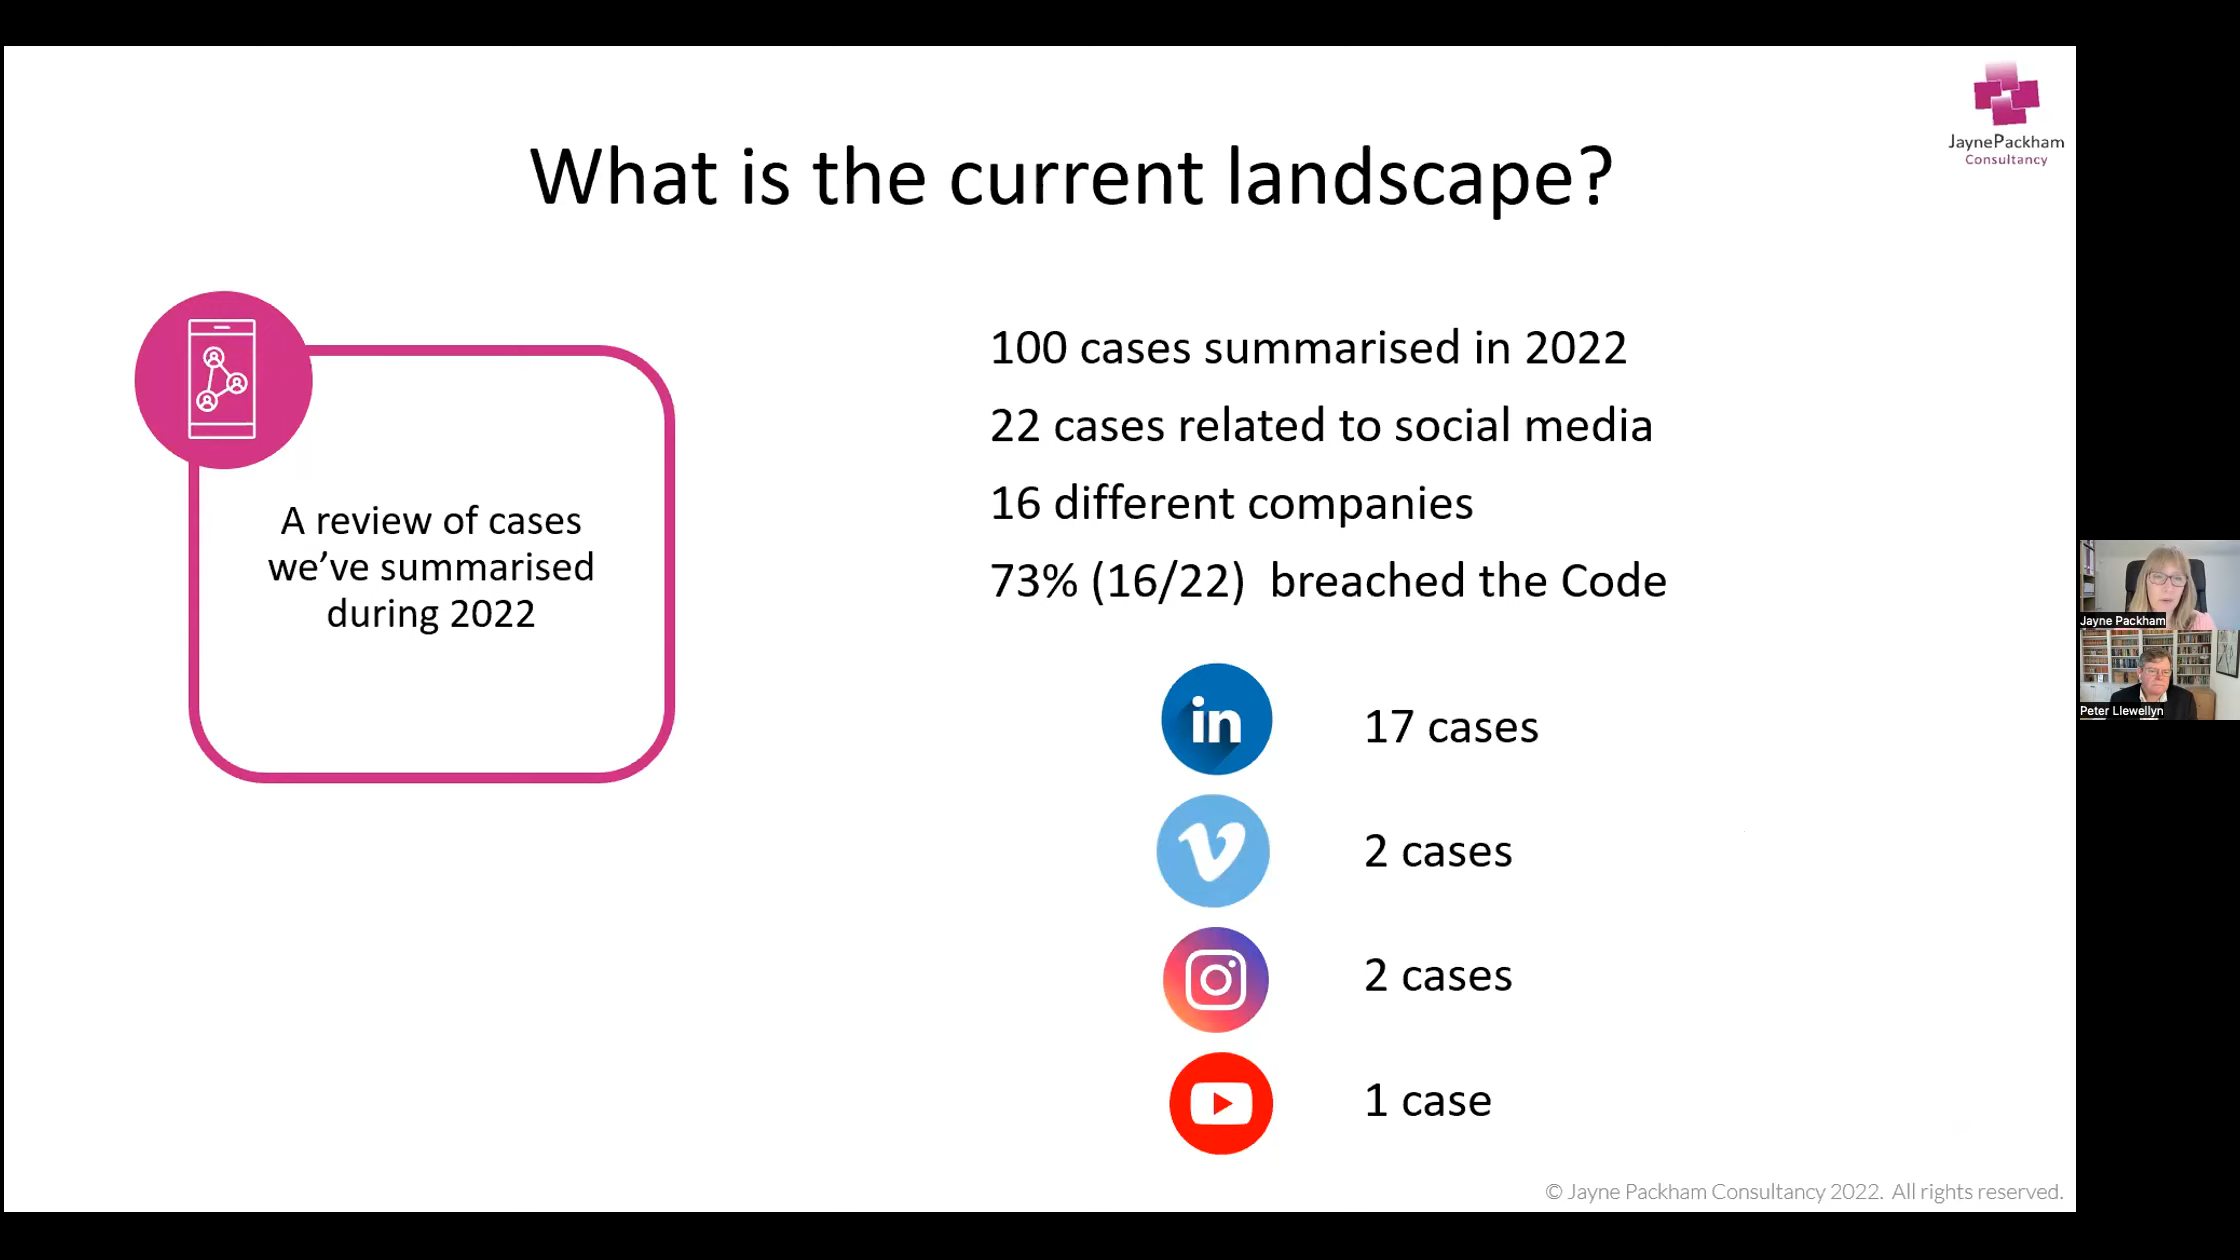 JaynePackham
Consultancy
What is the current landscape?
A review of cases
we've summarised
during 2022
100 cases summarised in 2022
22 cases related to social media
16 different companies
73% (16/22)  breached the Code
in
17 cases
2 cases
2 cases
1 case
Jayne Packham
Peter Llewellyn
© Jayne Packham Consultancy 2022.  All rights reserved.